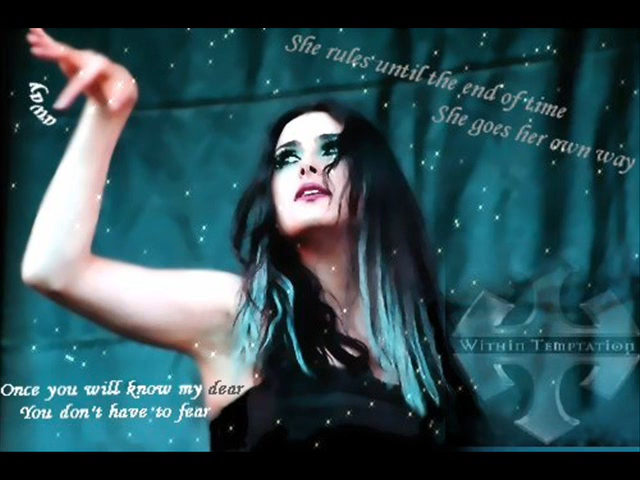 She rules until the end of time
She goes her own way
WITHIN TEMPTATION
Once you will know my dear
You don't have to fear